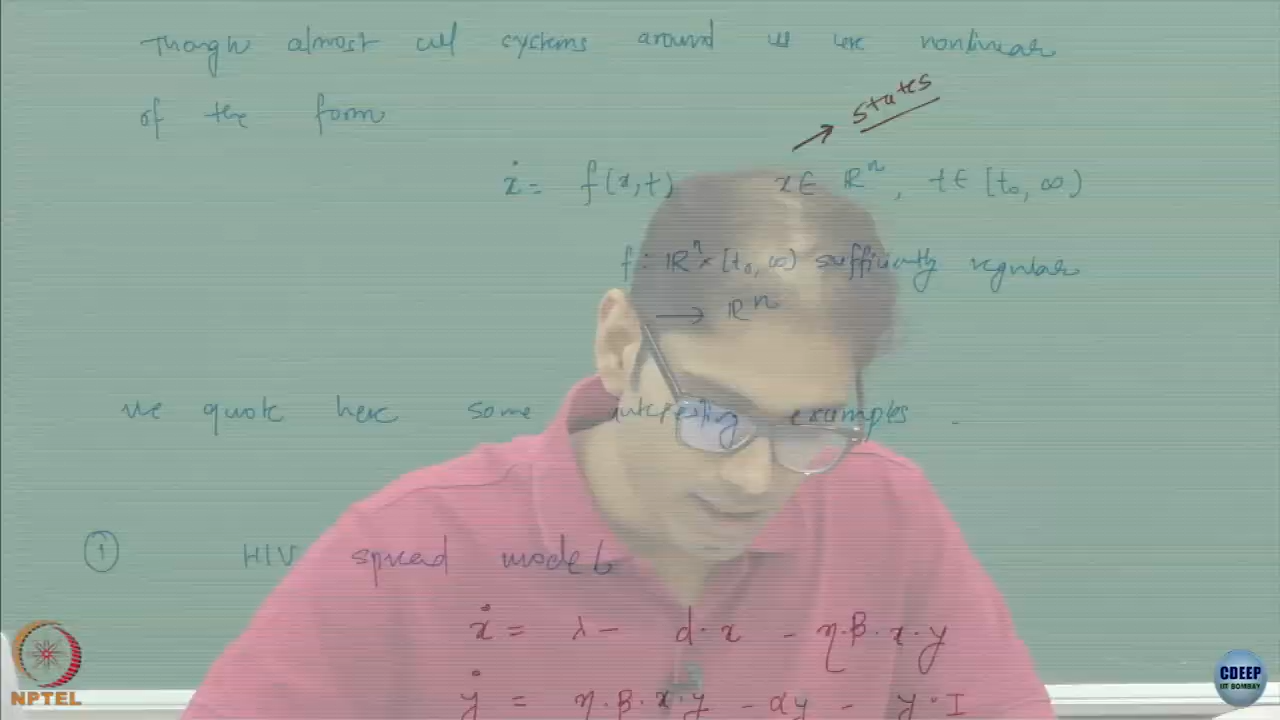 Though almost all systems around us are nonlinear
of the form
states
ẋ = f(x,t) x ∈ ℝⁿ, t ∈ [t₀, ∞)
f : ℝⁿ × [t₀, ∞) sufficiently regular
→ ℝⁿ
We quote here some interesting examples.
① HIV spread model
ẋ = λ - d·x - η·β·x·y
ẏ = η·β·x·y - αy - y·I
NPTEL
CDEEP
IIT BOMBAY